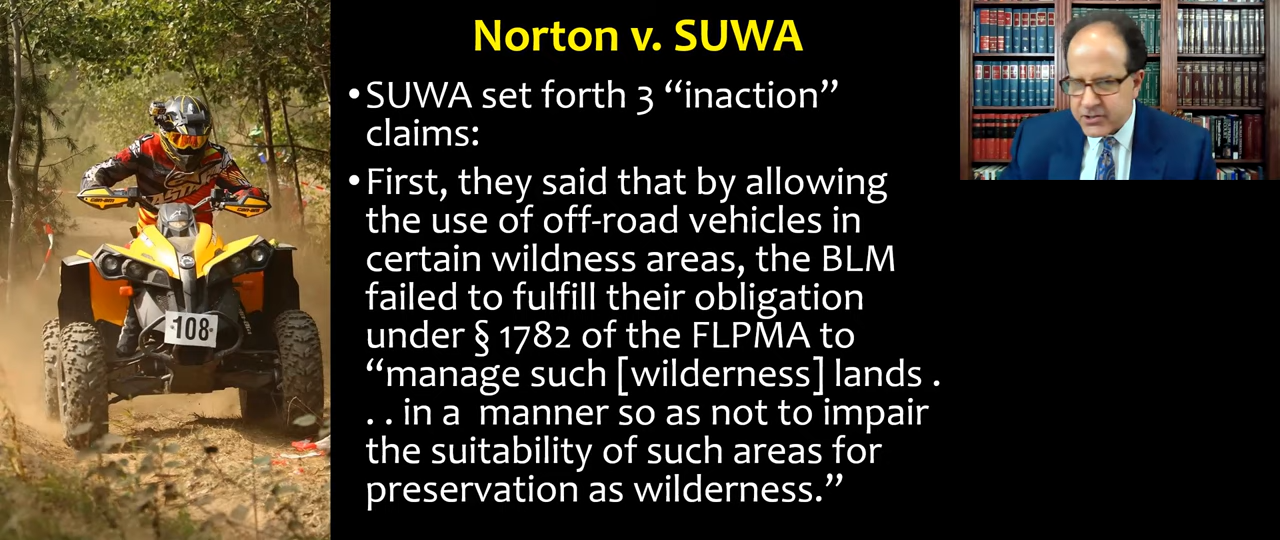 Norton v. SUWA
•SUWA set forth 3 “inaction”
claims:
•First, they said that by allowing
the use of off-road vehicles in
certain wildness areas, the BLM
failed to fulfill their obligation
under § 1782 of the FLPMA to
“manage such [wilderness] lands .
. . in a  manner so as not to impair
the suitability of such areas for
preservation as wilderness.”
108